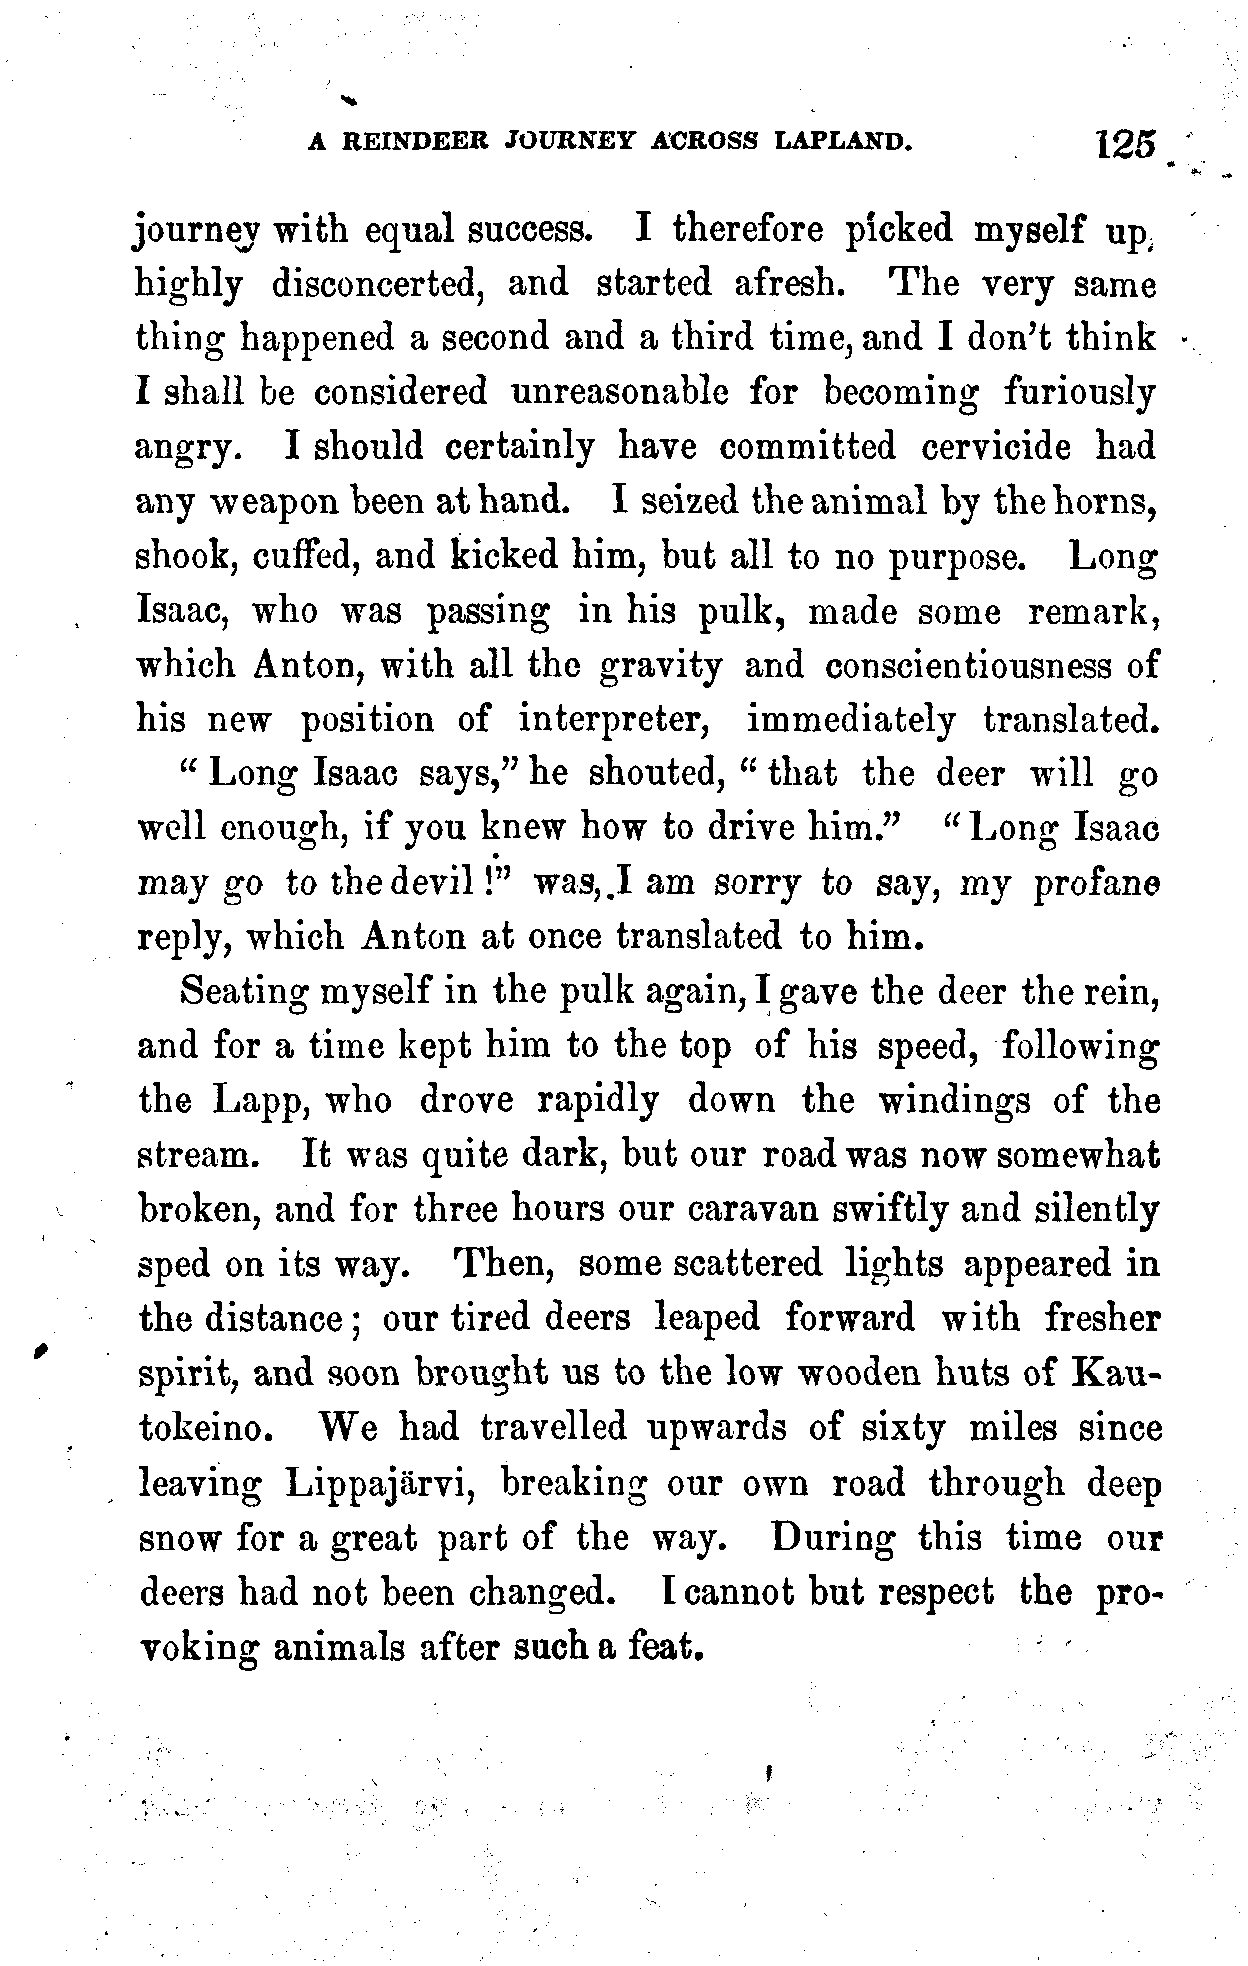 A REINDEER JOURNEY ACROSS LAPLAND. 125
journey with equal success. I therefore picked myself up,
highly disconcerted, and started afresh. The very same
thing happened a second and a third time, and I don't think
I shall be considered unreasonable for becoming furiously
angry. I should certainly have committed cervicide had
any weapon been at hand. I seized the animal by the horns,
shook, cuffed, and kicked him, but all to no purpose. Long
Isaac, who was passing in his pulk, made some remark,
which Anton, with all the gravity and conscientiousness of
his new position of interpreter, immediately translated.
“ Long Isaac says,” he shouted, “ that the deer will go
well enough, if you knew how to drive him.” “ Long Isaac
may go to the devil !” was, I am sorry to say, my profane
reply, which Anton at once translated to him.
Seating myself in the pulk again, I gave the deer the rein,
and for a time kept him to the top of his speed, following
the Lapp, who drove rapidly down the windings of the
stream. It was quite dark, but our road was now somewhat
broken, and for three hours our caravan swiftly and silently
sped on its way. Then, some scattered lights appeared in
the distance ; our tired deers leaped forward with fresher
spirit, and soon brought us to the low wooden huts of Kau-
tokeino. We had travelled upwards of sixty miles since
leaving Lippajärvi, breaking our own road through deep
snow for a great part of the way. During this time our
deers had not been changed. I cannot but respect the pro-
voking animals after such a feat.